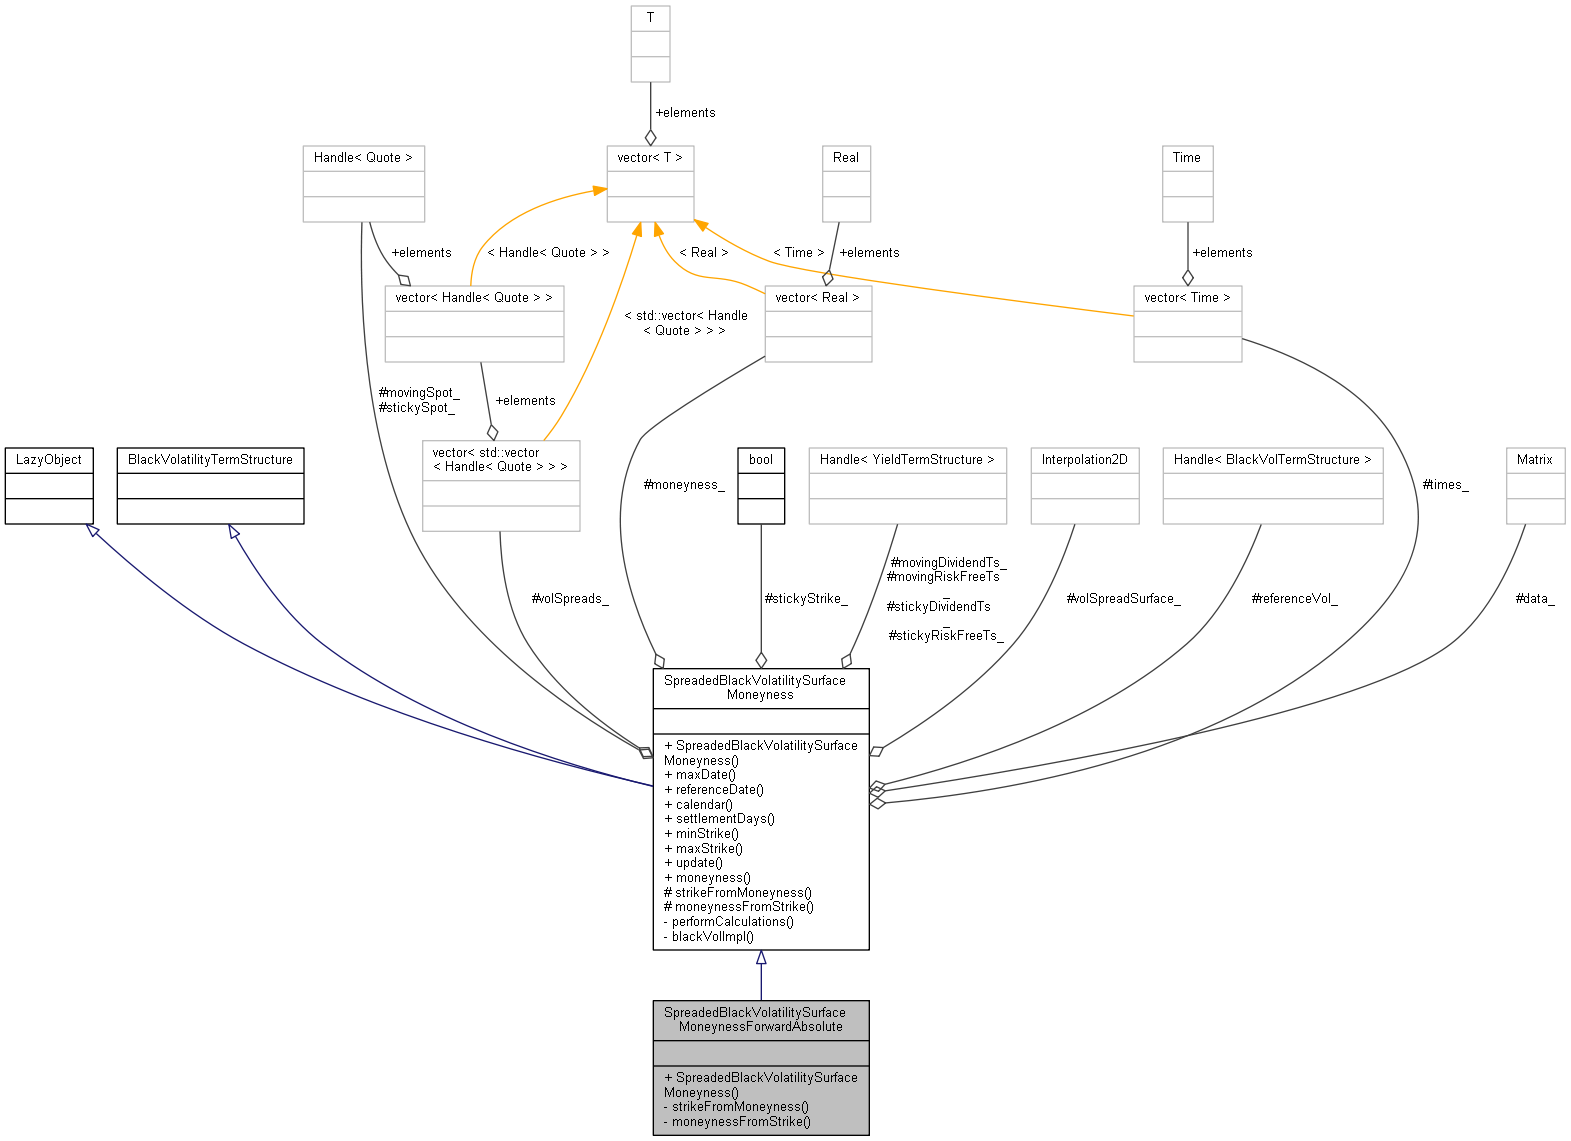 T
+elements
Handle< Quote >
vector< T >
Real
Time
+elements
< Handle< Quote > >
< Real >
< Time >
+elements
+elements
vector< Handle< Quote > >
vector< Real >
vector< Time >
< std::vector< Handle
< Quote > > >
#movingSpot_
#stickySpot_
+elements
LazyObject
BlackVolatilityTermStructure
vector< std::vector
< Handle< Quote > > >
#moneyness_
bool
Handle< YieldTermStructure >
Interpolation2D
Handle< BlackVolTermStructure >
#times_
Matrix
#volSpreads_
#stickyStrike_
#movingDividendTs_
#movingRiskFreeTs
_
#stickyDividendTs
_
#stickyRiskFreeTs_
#volSpreadSurface_
#referenceVol_
#data_
SpreadedBlackVolatilitySurface
Moneyness
+ SpreadedBlackVolatilitySurface
Moneyness()
+ maxDate()
+ referenceDate()
+ calendar()
+ settlementDays()
+ minStrike()
+ maxStrike()
+ update()
+ moneyness()
# strikeFromMoneyness()
# moneynessFromStrike()
- performCalculations()
- blackVolImpl()
SpreadedBlackVolatilitySurface
MoneynessForwardAbsolute
+ SpreadedBlackVolatilitySurface
Moneyness()
- strikeFromMoneyness()
- moneynessFromStrike()